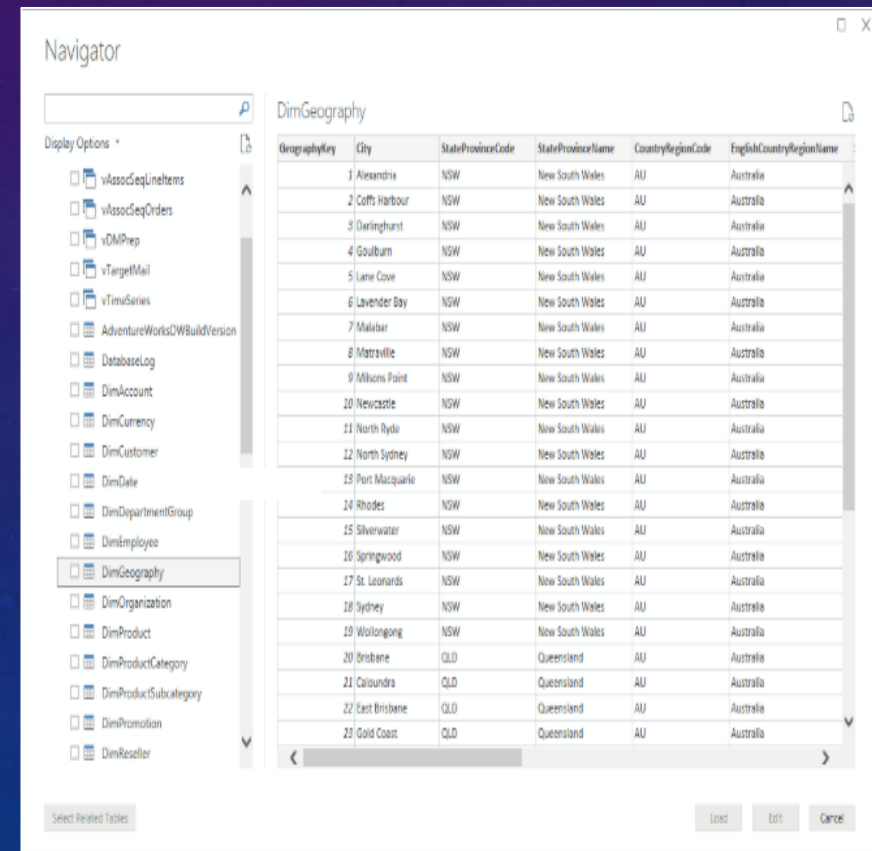 Navigator
Display Options
vAssocSeqLineItems
vAssocSeqOrders
vDMPrep
vTargetMail
vTimeSeries
AdventureWorksDWBuildVersion
DatabaseLog
DimAccount
DimCurrency
DimCustomer
DimDate
DimDepartmentGroup
DimEmployee
DimGeography
DimOrganization
DimProduct
DimProductCategory
DimProductSubcategory
DimPromotion
DimReseller
DimGeography
GeographyKey City StateProvinceCode StateProvinceName CountryRegionCode EnglishCountryRegionName
1 Alexandria NSW New South Wales AU Australia
2 Coffs Harbour NSW New South Wales AU Australia
3 Darlinghurst NSW New South Wales AU Australia
4 Goulburn NSW New South Wales AU Australia
5 Lane Cove NSW New South Wales AU Australia
6 Lavender Bay NSW New South Wales AU Australia
7 Malabar NSW New South Wales AU Australia
8 Matraville NSW New South Wales AU Australia
9 Milsons Point NSW New South Wales AU Australia
10 Newcastle NSW New South Wales AU Australia
11 North Ryde NSW New South Wales AU Australia
12 North Sydney NSW New South Wales AU Australia
13 Port Macquarie NSW New South Wales AU Australia
14 Rhodes NSW New South Wales AU Australia
15 Silverwater NSW New South Wales AU Australia
16 Springwood NSW New South Wales AU Australia
17 St. Leonards NSW New South Wales AU Australia
18 Sydney NSW New South Wales AU Australia
19 Wollongong NSW New South Wales AU Australia
20 Brisbane QLD Queensland AU Australia
21 Caloundra QLD Queensland AU Australia
22 East Brisbane QLD Queensland AU Australia
23 Gold Coast QLD Queensland AU Australia
Select Related Tables
Load Edit Cancel